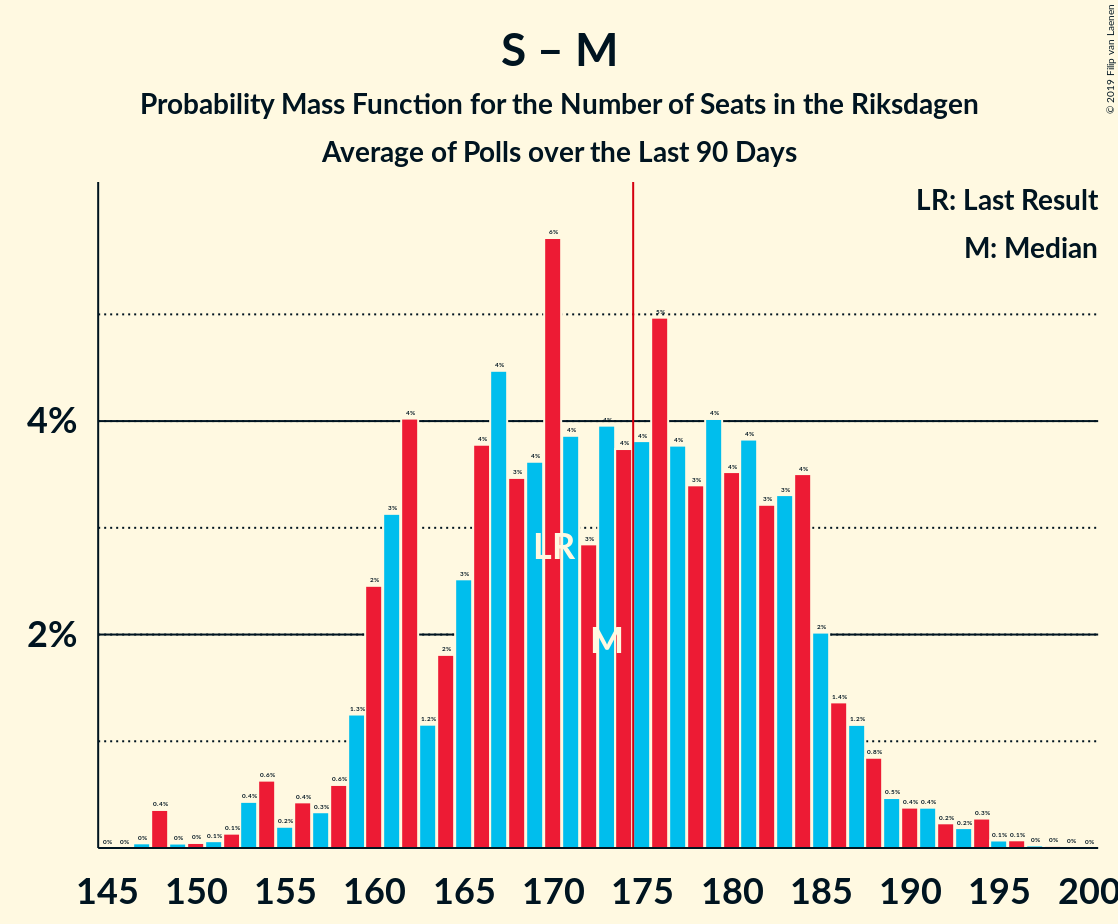 S – M
Probability Mass Function for the Number of Seats in the Riksdagen
Average of Polls over the Last 90 Days
© 2019 Filip van Laenen
LR: Last Result
M: Median
4%
2%
0% 0% 0% 0.4% 0% 0% 0.1% 0.1% 0.4% 0.6% 0.2% 0.4% 0.3% 0.6% 1.3% 2% 3% 4% 1.2% 2% 3% 4% 4% 3% 4% 6% 4% 3% 4% 4% 4% 5% 4% 3% 4% 4% 4% 3% 3% 4% 2% 1.4% 1.2% 0.8% 0.5% 0.4% 0.4% 0.2% 0.2% 0.3% 0.1% 0.1% 0% 0% 0% 0%
LR
M
145 150 155 160 165 170 175 180 185 190 195 200